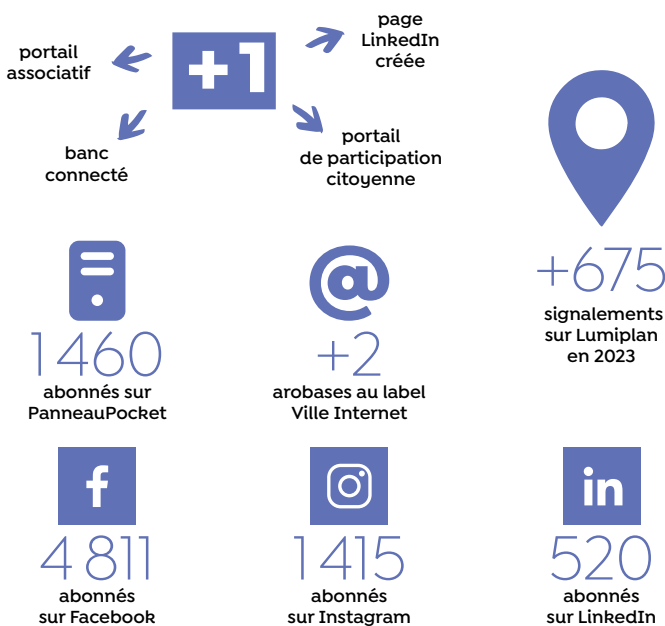 portail
associatif
+1
page
LinkedIn
créée
banc
connecté
portail
de participation
citoyenne
+675
signalements
sur Lumiplan
en 2023
1460
abonnés sur
PanneauPocket
@
+2
arobases au label
Ville Internet
f
4 811
abonnés
sur Facebook
1415
abonnés
sur Instagram
in
520
abonnés
sur LinkedIn